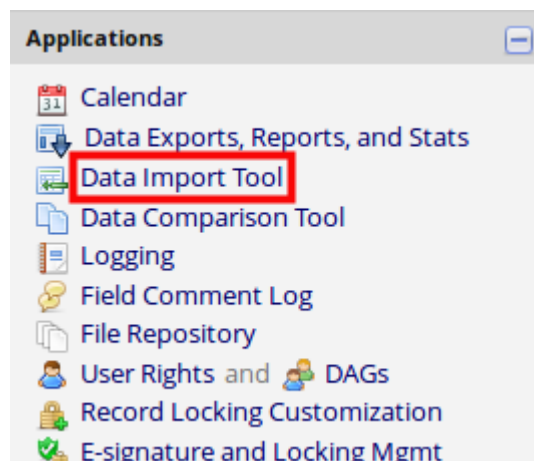 Applications
31 Calendar
Data Exports, Reports, and Stats
Data Import Tool
Data Comparison Tool
Logging
Field Comment Log
File Repository
User Rights and DAGs
Record Locking Customization
E-signature and Locking Mgmt